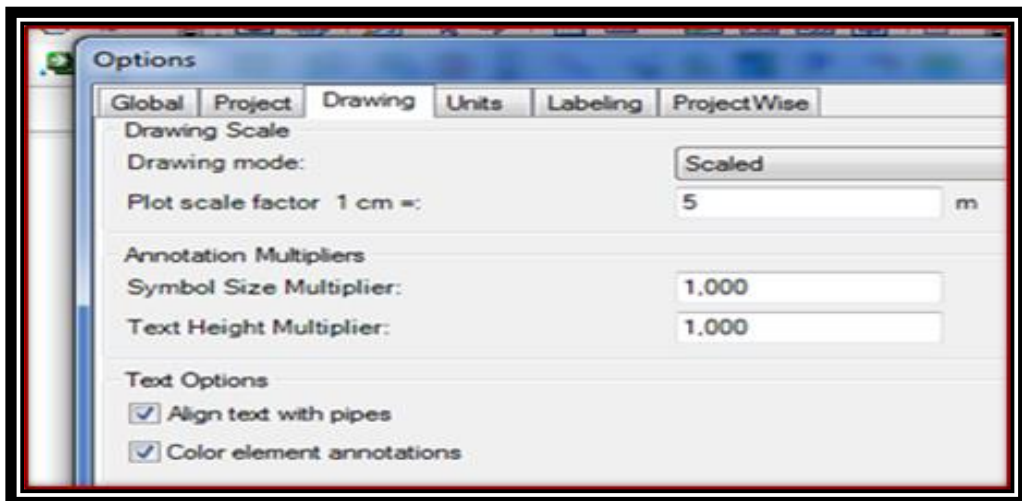 Options
Global Project Drawing Units Labeling ProjectWise
Drawing Scale
Drawing mode: Scaled
Plot scale factor 1 cm =: 5 m
Annotation Multipliers
Symbol Size Multiplier: 1,000
Text Height Multiplier: 1,000
Text Options
Align text with pipes
Color element annotations